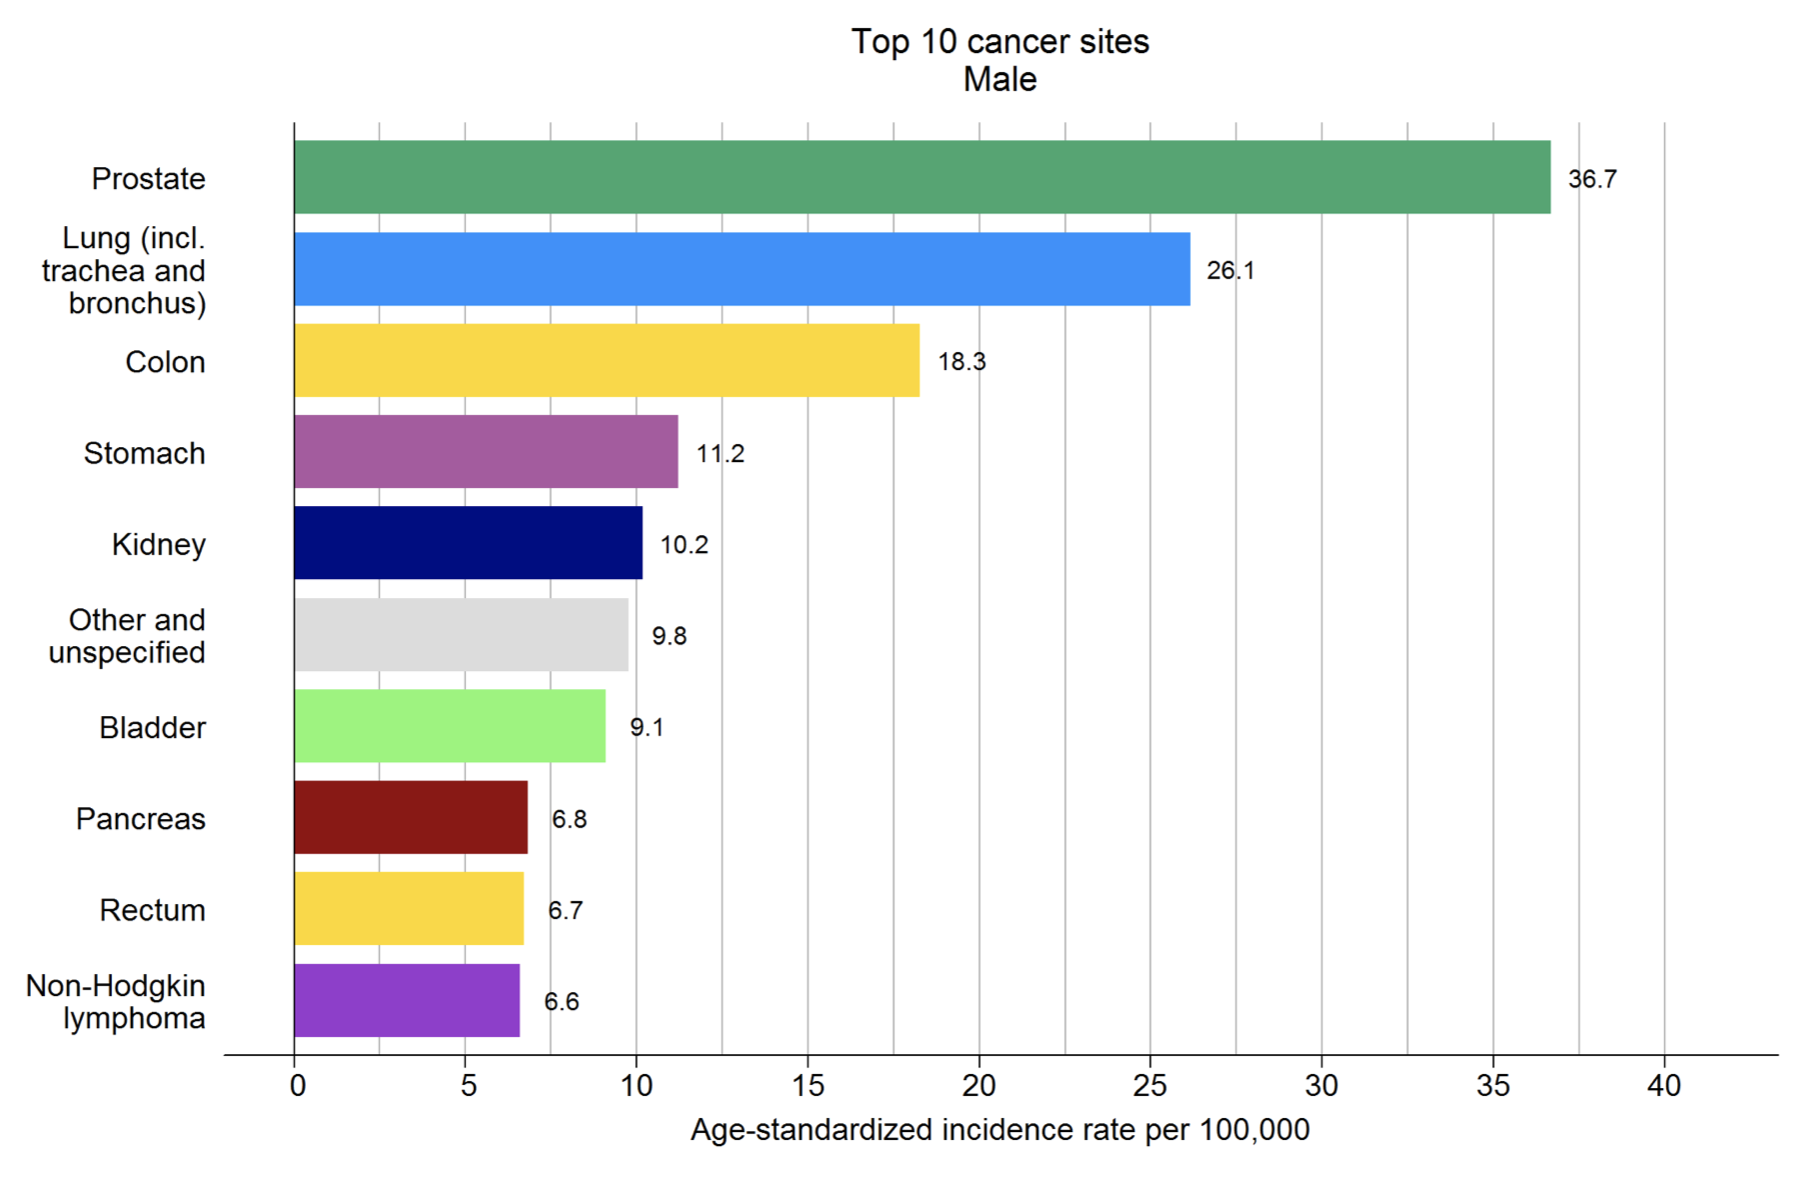 Top 10 cancer sites
Male
Prostate
36.7
Lung (incl.
trachea and
bronchus)
26.1
Colon
18.3
Stomach
11.2
Kidney
10.2
Other and
unspecified
9.8
Bladder
9.1
Pancreas
6.8
Rectum
6.7
Non-Hodgkin
lymphoma
6.6
0 5 10 15 20 25 30 35 40
Age-standardized incidence rate per 100,000